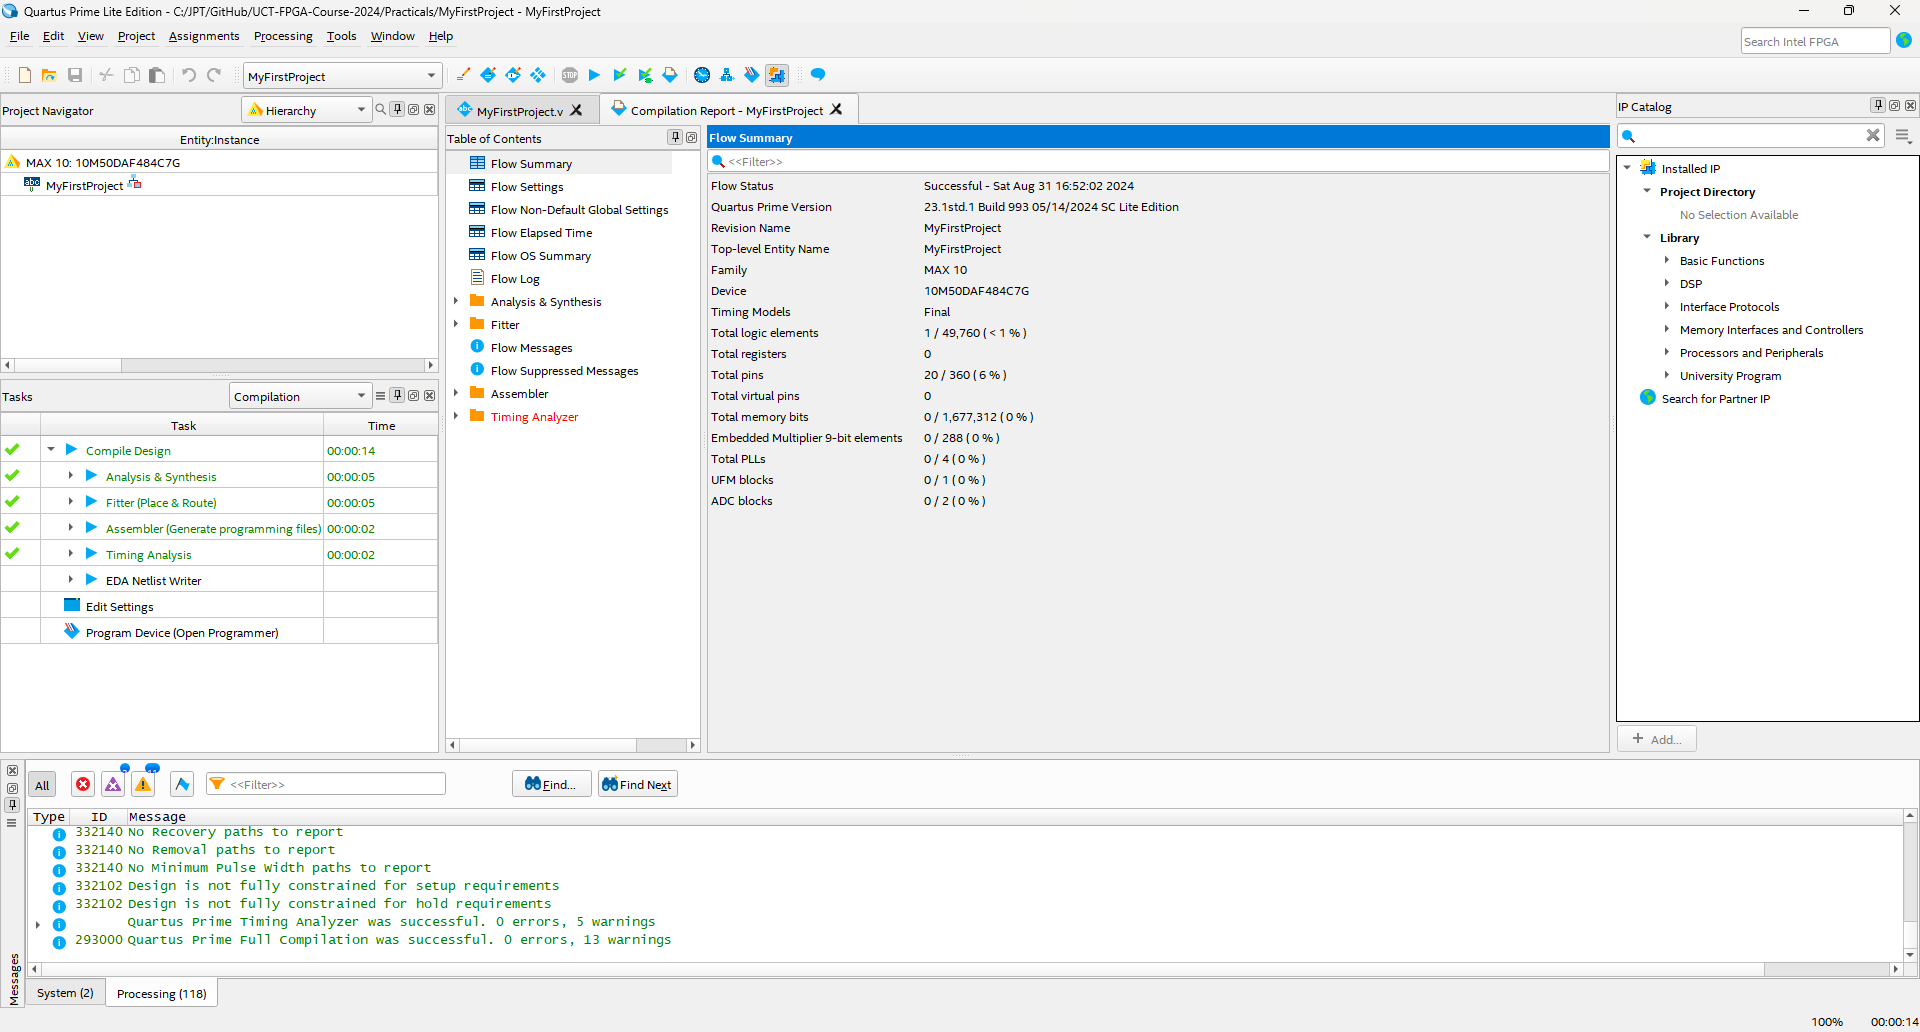 Quartus Prime Lite Edition - C:/JPT/GitHub/UCT-FPGA-Course-2024/Practicals/MyFirstProject - MyFirstProject
File Edit View Project Assignments Processing Tools Window Help
Search Intel FPGA
MyFirstProject
Project Navigator
Hierarchy
Entity:Instance
MAX 10: 10M50DAF484C7G
abc MyFirstProject
Tasks
Compilation
Task Time
Compile Design 00:00:14
Analysis & Synthesis 00:00:05
Fitter (Place & Route) 00:00:05
Assembler (Generate programming files) 00:00:02
Timing Analysis 00:00:02
EDA Netlist Writer
Edit Settings
Program Device (Open Programmer)
MyFirstProject.v
Compilation Report - MyFirstProject
Table of Contents
Flow Summary
Flow Settings
Flow Non-Default Global Settings
Flow Elapsed Time
Flow OS Summary
Flow Log
Analysis & Synthesis
Fitter
Flow Messages
Flow Suppressed Messages
Assembler
Timing Analyzer
Flow Summary
<<Filter>>
Flow Status Successful - Sat Aug 31 16:52:02 2024
Quartus Prime Version 23.1std.1 Build 993 05/14/2024 SC Lite Edition
Revision Name MyFirstProject
Top-level Entity Name MyFirstProject
Family MAX 10
Device 10M50DAF484C7G
Timing Models Final
Total logic elements 1 / 49,760 ( < 1 % )
Total registers 0
Total pins 20 / 360 ( 6 % )
Total virtual pins 0
Total memory bits 0 / 1,677,312 ( 0 % )
Embedded Multiplier 9-bit elements 0 / 288 ( 0 % )
Total PLLs 0 / 4 ( 0 % )
UFM blocks 0 / 1 ( 0 % )
ADC blocks 0 / 2 ( 0 % )
IP Catalog
Installed IP
Project Directory
No Selection Available
Library
Basic Functions
DSP
Interface Protocols
Memory Interfaces and Controllers
Processors and Peripherals
University Program
Search for Partner IP
+ Add...
All
<<Filter>>
Find...
Find Next
Type ID Message
332140 No Recovery paths to report
332140 No Removal paths to report
332140 No Minimum Pulse Width paths to report
332102 Design is not fully constrained for setup requirements
332102 Design is not fully constrained for hold requirements
Quartus Prime Timing Analyzer was successful. 0 errors, 5 warnings
293000 Quartus Prime Full Compilation was successful. 0 errors, 13 warnings
Messages
System (2)
Processing (118)
100% 00:00:14